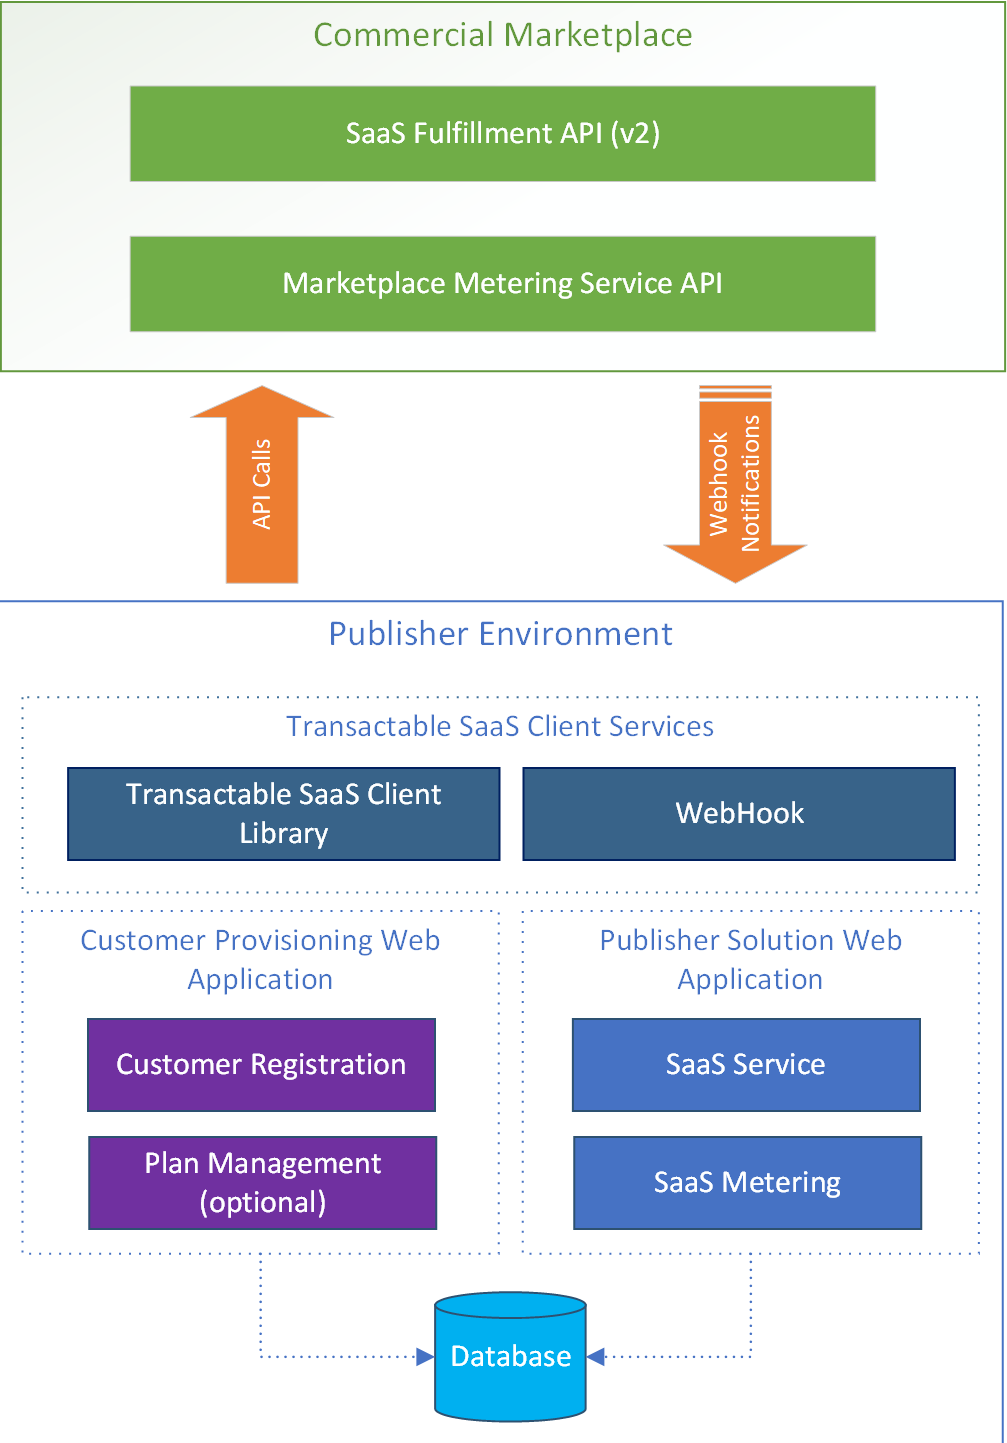 Commercial Marketplace
SaaS Fulfillment API (v2)
Marketplace Metering Service API
API Calls
Webhook
Notifications
Publisher Environment
Transactable SaaS Client Services
Transactable SaaS Client
Library
WebHook
Customer Provisioning Web
Application
Customer Registration
Plan Management
(optional)
Publisher Solution Web
Application
SaaS Service
SaaS Metering
Database